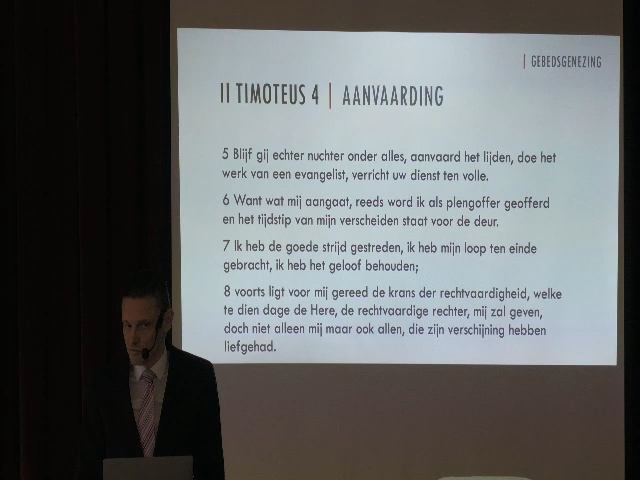 | GEBEDSGENEZING
II TIMOTEUS 4 | AANVAARDING
5 Blijf gij echter nuchter onder alles, aanvaard het lijden, doe het
werk van een evangelist, verricht uw dienst ten volle.
6 Want wat mij aangaat, reeds word ik als plengoffer geofferd
en het tijdstip van mijn verscheiden staat voor de deur.
7 Ik heb de goede strijd gestreden, ik heb mijn loop ten einde
gebracht, ik heb het geloof behouden;
8 voorts ligt voor mij gereed de krans der rechtvaardigheid, welke
te dien dage de Here, de rechtvaardige rechter, mij zal geven,
doch niet alleen mij maar ook allen, die zijn verschijning hebben
liefgehad.